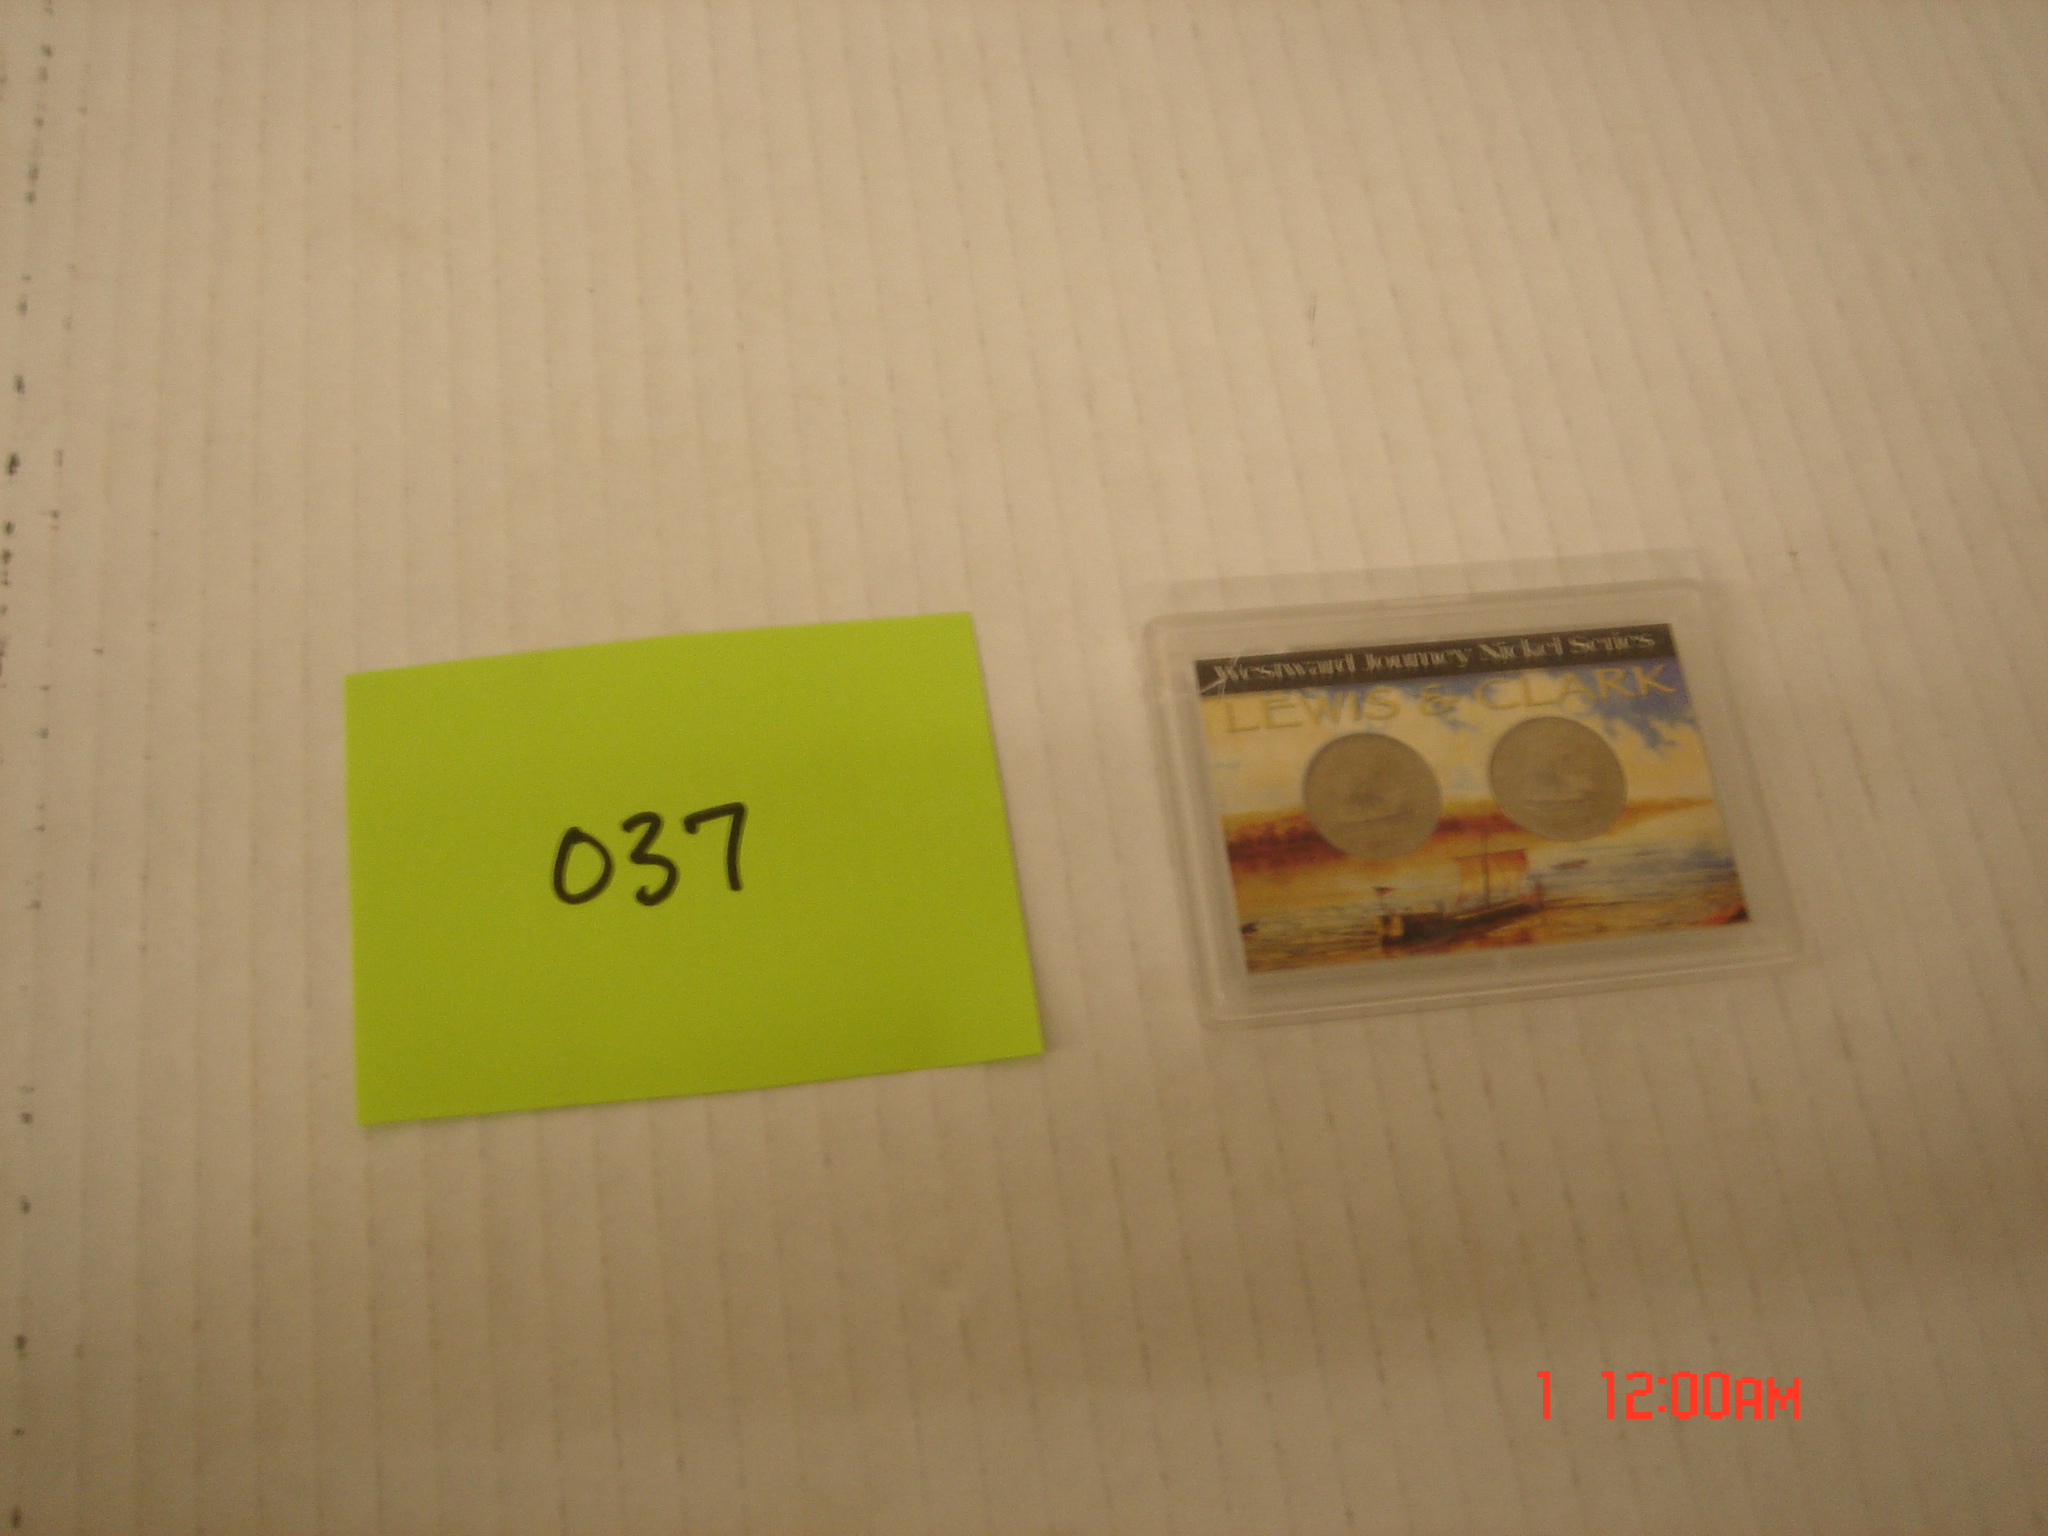 037
Westward Journey Nickel Series
LEWIS & CLARK
1 12:00AM